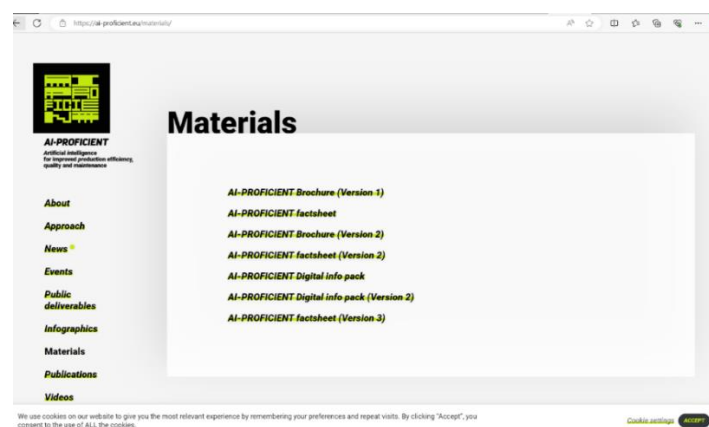 https://ai-proficient.eu/materials/
AI-PROFICIENT
Artificial intelligence
for improved production efficiency,
quality and maintenance
Materials
AI-PROFICIENT Brochure (Version 1)
AI-PROFICIENT factsheet
AI-PROFICIENT Brochure (Version 2)
AI-PROFICIENT factsheet (Version 2)
AI-PROFICIENT Digital info pack
AI-PROFICIENT Digital info pack (Version 2)
AI-PROFICIENT factsheet (Version 3)
About
Approach
News
Events
Public
deliverables
Infographics
Materials
Publications
Videos
We use cookies on our website to give you the most relevant experience by remembering your preferences and repeat visits. By clicking "Accept", you
consent to the use of ALL the cookies.
Cookie settings
ACCEPT